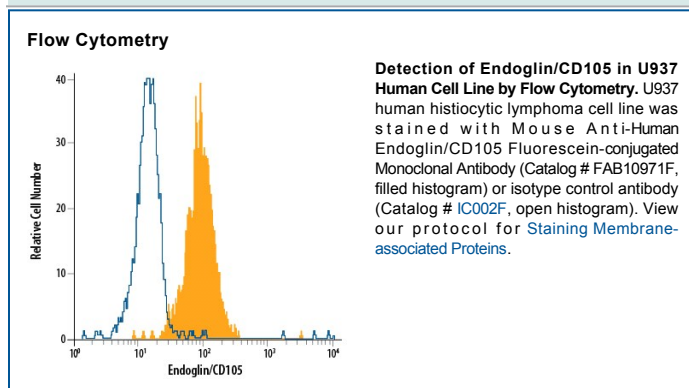 Flow Cytometry
Detection of Endoglin/CD105 in U937
Human Cell Line by Flow Cytometry. U937
human histiocytic lymphoma cell line was
stained with Mouse Anti-Human
Endoglin/CD105 Fluorescein-conjugated
Monoclonal Antibody (Catalog # FAB10971F,
filled histogram) or isotype control antibody
(Catalog # IC002F, open histogram). View
our protocol for Staining Membrane-
associated Proteins.
Relative Cell Number
40
30
20
10
0
10⁰ 10¹ 10² 10³ 10⁴
Endoglin/CD105